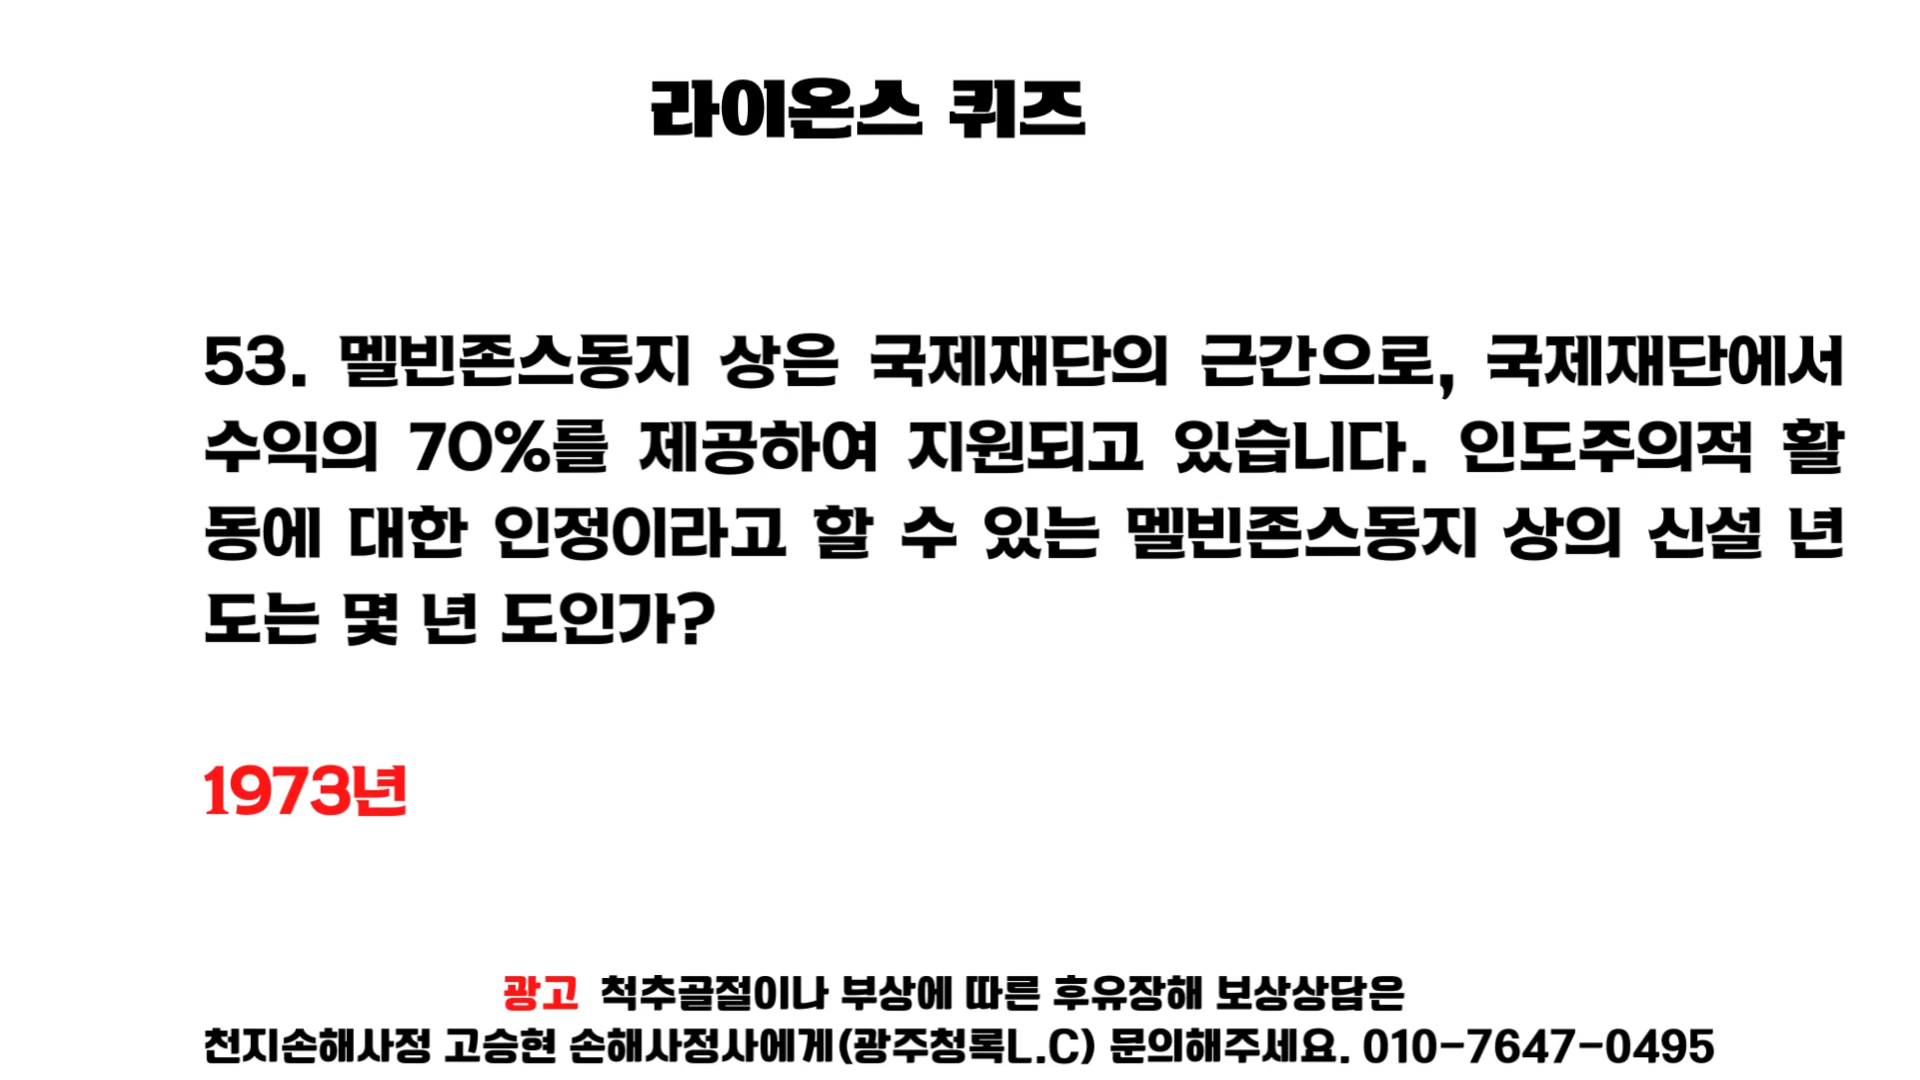 라이온스 퀴즈
53. 멜빈존스동지 상은 국제재단의 근간으로, 국제재단에서
수익의 70%를 제공하여 지원되고 있습니다. 인도주의적 활
동에 대한 인정이라고 할 수 있는 멜빈존스동지 상의 신설 년
도는 몇 년 도인가?
1973년
광고 척추골절이나 부상에 따른 후유장해 보상상담은
천지손해사정 고승현 손해사정사에게(광주청록L.C) 문의해주세요. 010-7647-0495